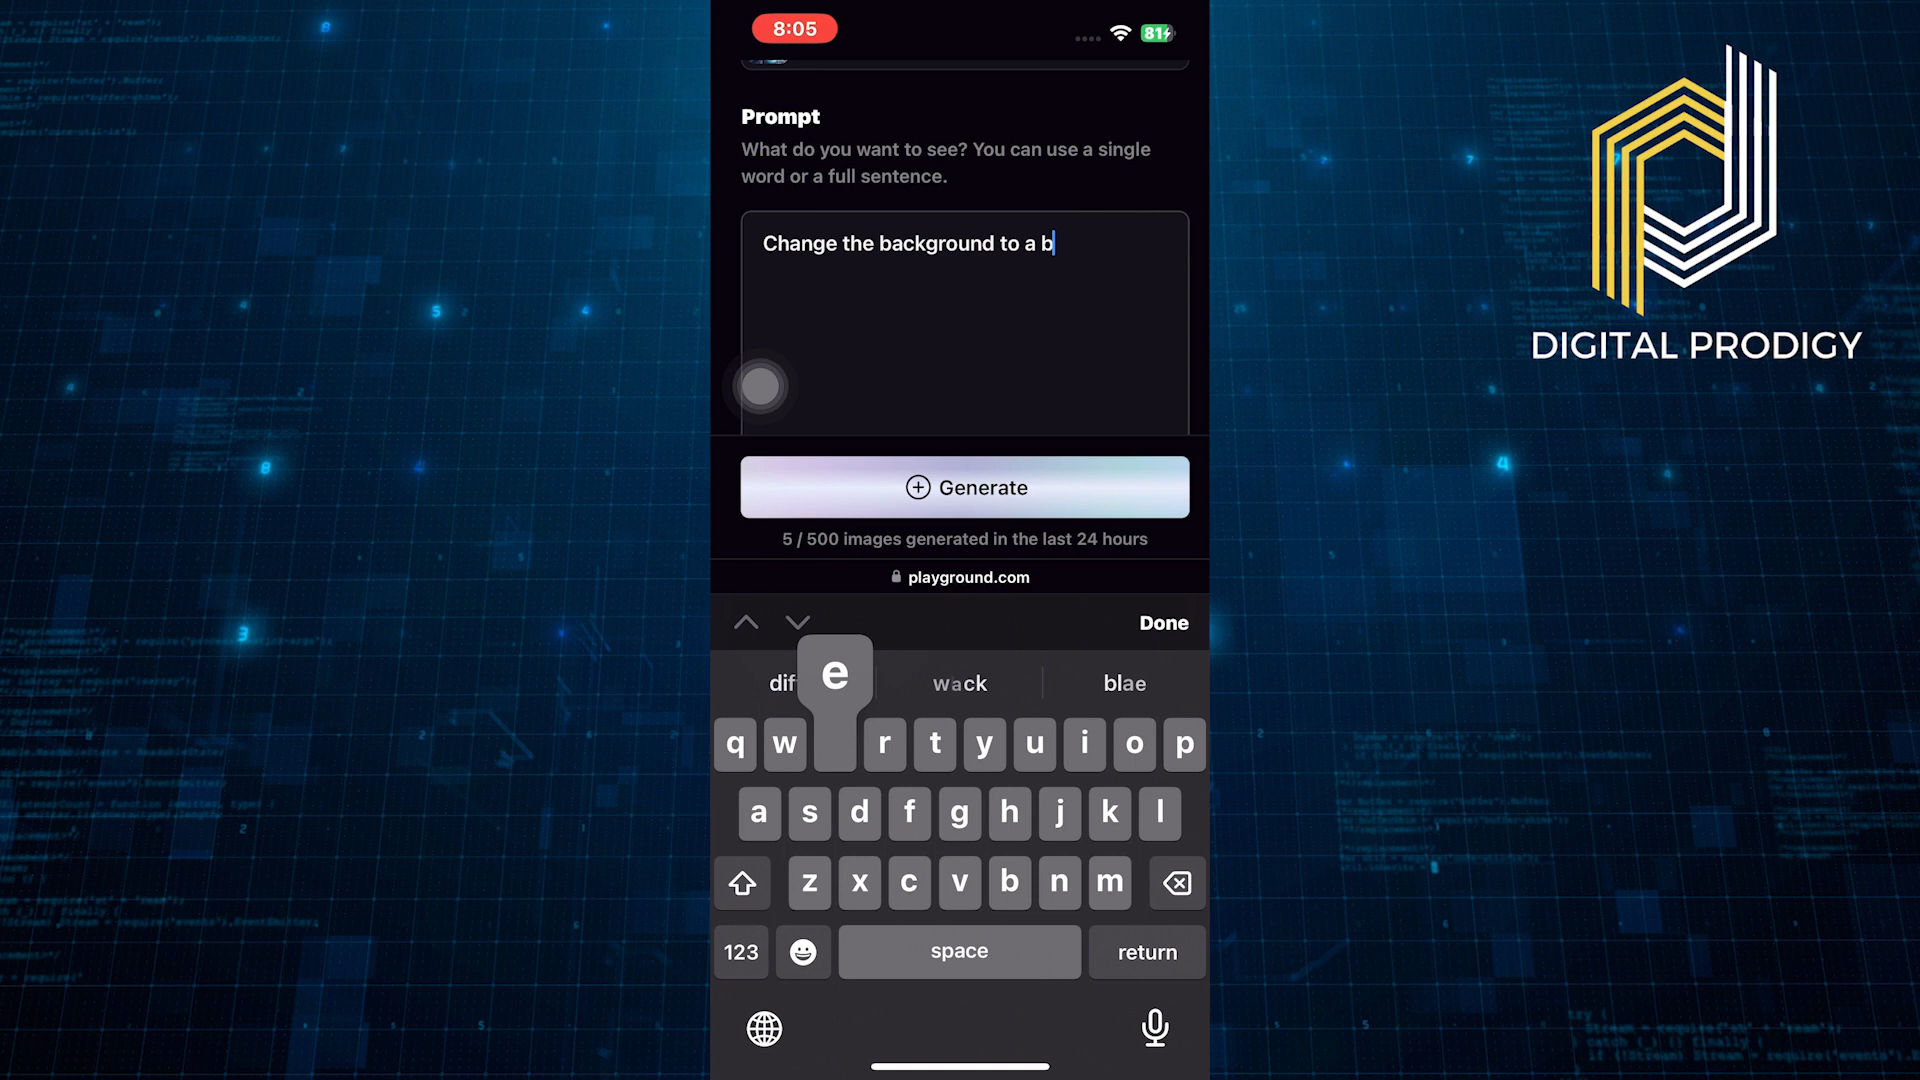 8:05
81
Prompt
What do you want to see? You can use a single
word or a full sentence.
Change the background to a b
Generate
5 / 500 images generated in the last 24 hours
playground.com
Done
dif
e
wack
blae
q w r t y u i o p
a s d f g h j k l
z x c v b n m
123
space
return
DIGITAL PRODIGY